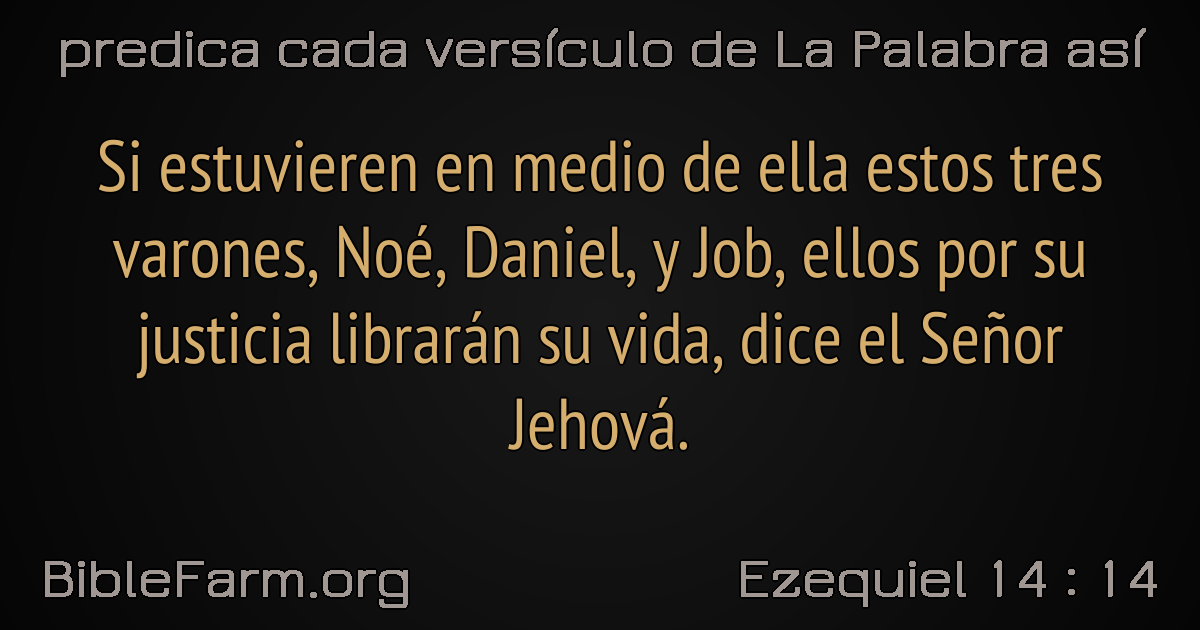 predica cada versículo de La Palabra así
Si estuvieren en medio de ella estos tres
varones, Noé, Daniel, y Job, ellos por su
justicia librarán su vida, dice el Señor
Jehová.
BibleFarm.org
Ezequiel 14 : 14